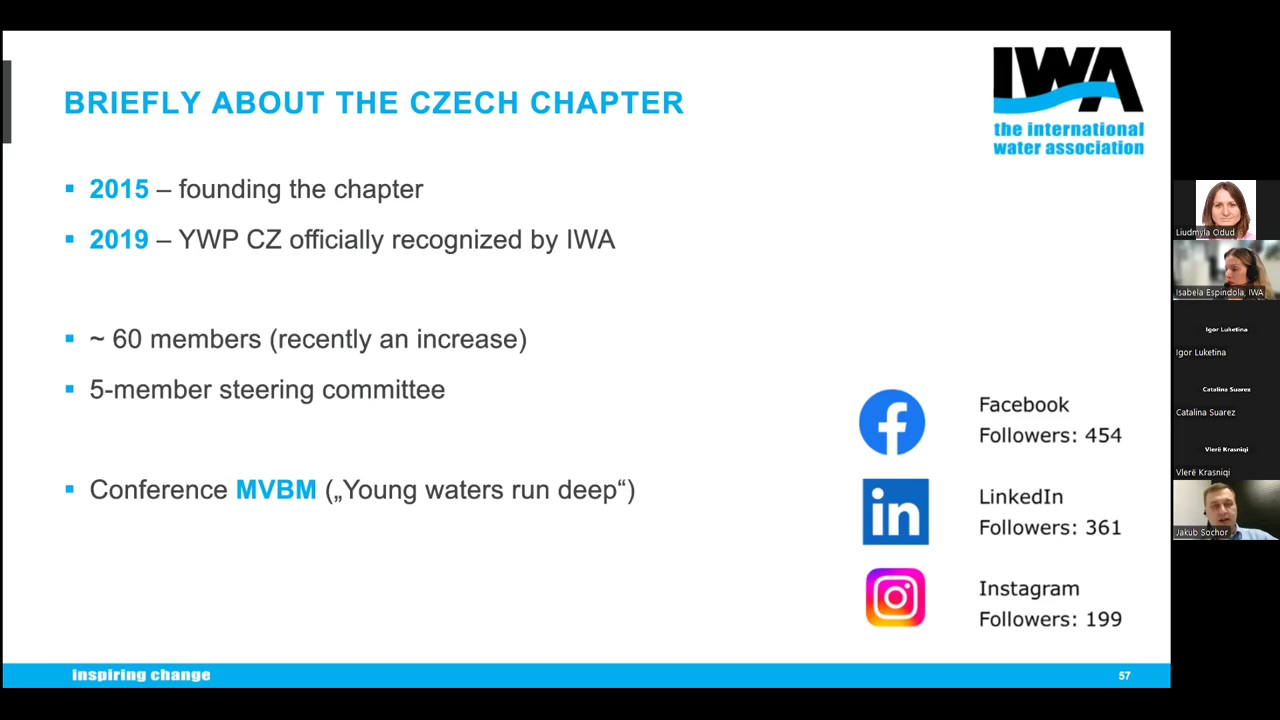 BRIEFLY ABOUT THE CZECH CHAPTER
IWA
the international
water association
▪ 2015 – founding the chapter
▪ 2019 – YWP CZ officially recognized by IWA
▪ ~ 60 members (recently an increase)
▪ 5-member steering committee
▪ Conference MVBM („Young waters run deep“)
Facebook
Followers: 454
LinkedIn
Followers: 361
Instagram
Followers: 199
inspiring change
57
Liudmyla Odud
Isabela Espindola, IWA
Igor Luketina
Igor Luketina
Catalina Suarez
Catalina Suarez
Vlerë Krasniqi
Vlerë Krasniqi
Jakub Sochor